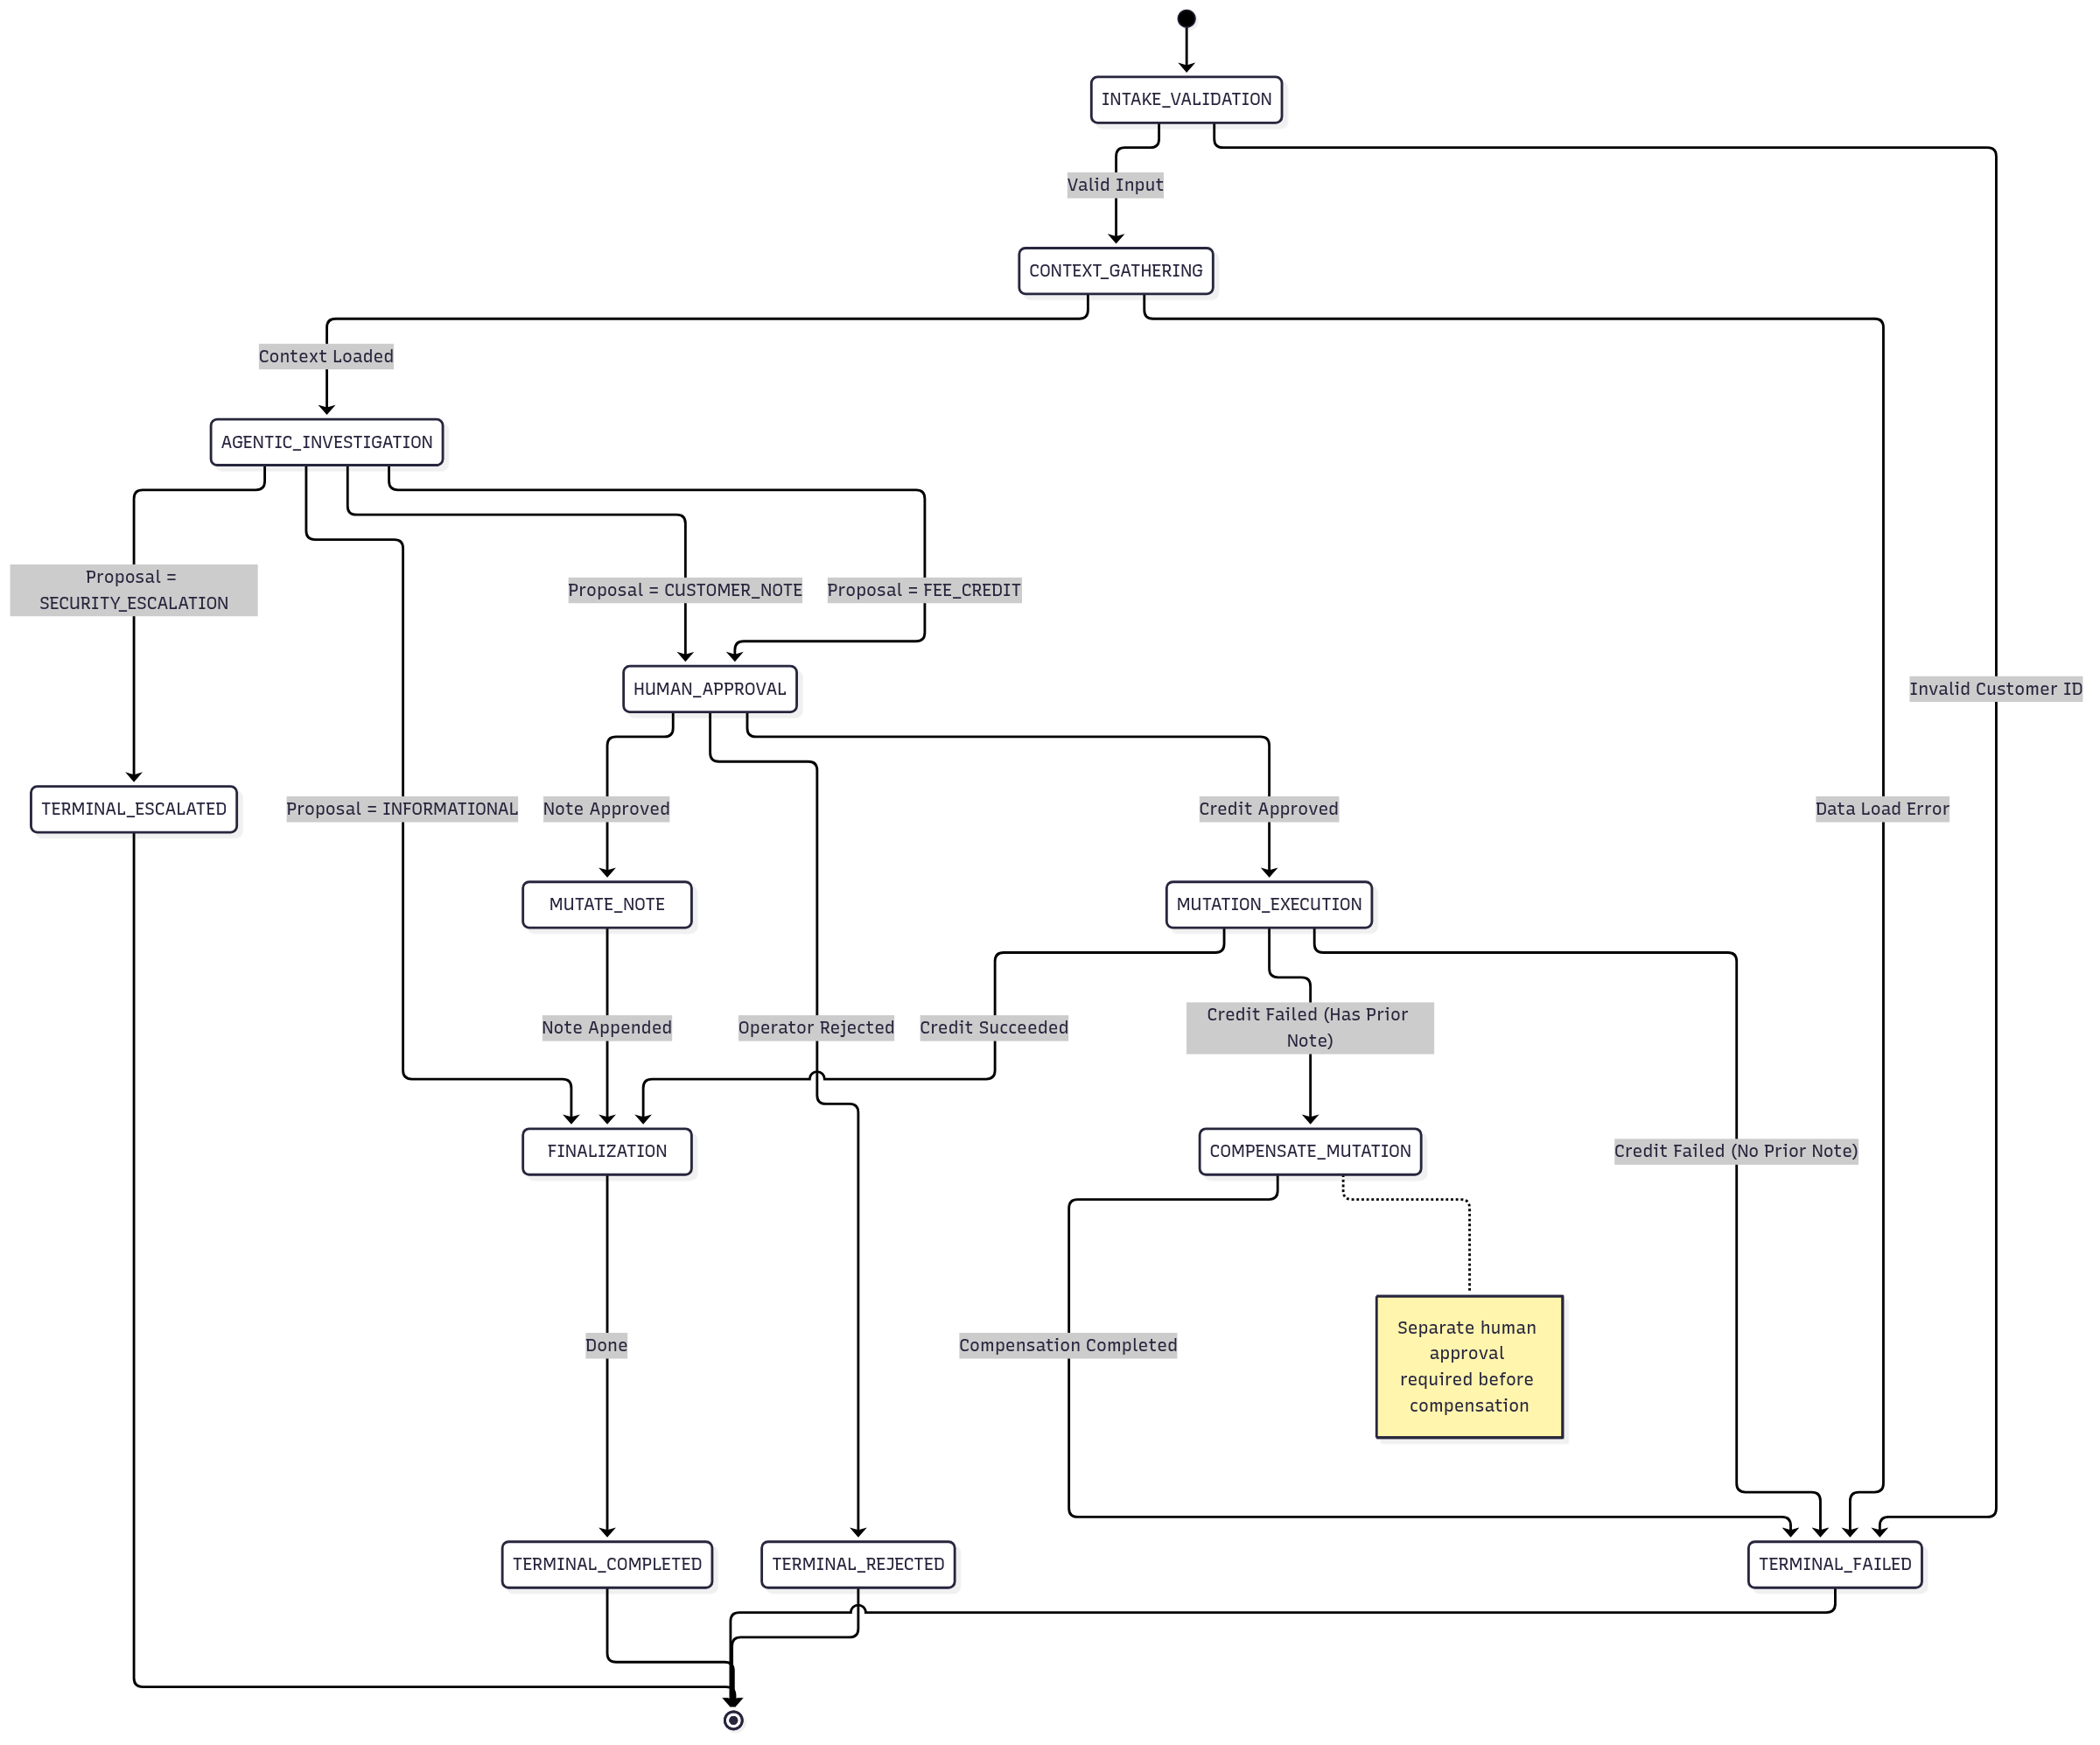 INTAKE_VALIDATION
Valid Input
CONTEXT_GATHERING
Context Loaded
AGENTIC_INVESTIGATION
Proposal =
SECURITY_ESCALATION
Proposal = CUSTOMER_NOTE
Proposal = FEE_CREDIT
HUMAN_APPROVAL
Invalid Customer ID
TERMINAL_ESCALATED
Proposal = INFORMATIONAL
Note Approved
Credit Approved
Data Load Error
MUTATE_NOTE
MUTATION_EXECUTION
Note Appended
Operator Rejected
Credit Succeeded
Credit Failed (Has Prior
Note)
FINALIZATION
COMPENSATE_MUTATION
Credit Failed (No Prior Note)
Done
Compensation Completed
Separate human
approval
required before
compensation
TERMINAL_COMPLETED
TERMINAL_REJECTED
TERMINAL_FAILED